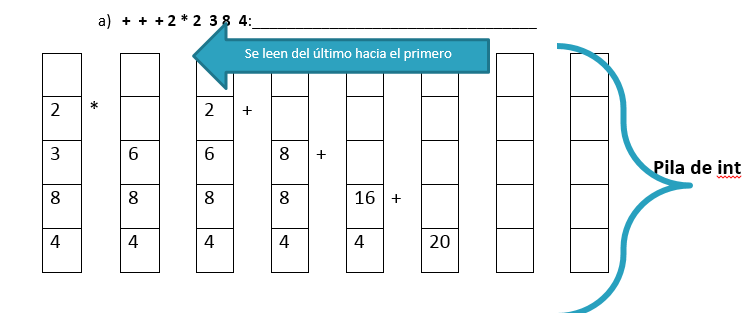 a) + + + 2 * 2 3 8 4:___________________________________
Se leen del último hacia el primero
2 * 2 +
3 6 6 8 +
8 8 8 8 16 +
4 4 4 4 4 20
Pila de int